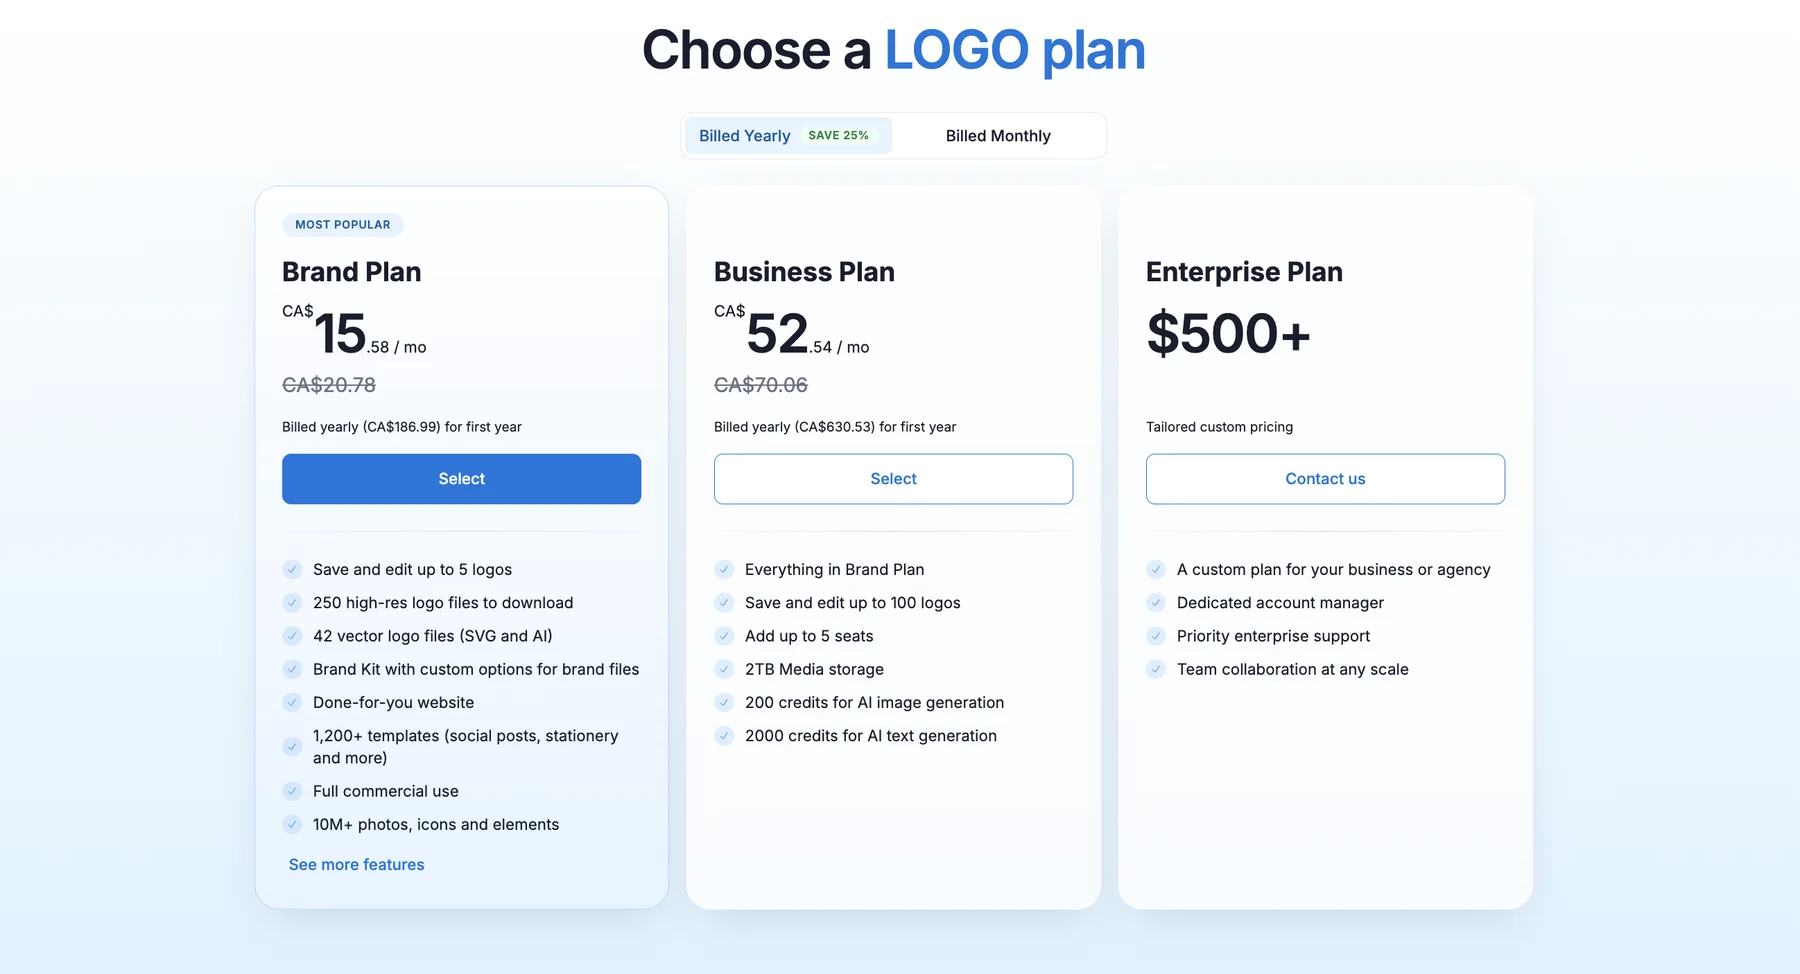 Choose a LOGO plan
Billed Yearly SAVE 25% Billed Monthly
MOST POPULAR
Brand Plan
CA$15.58 / mo
CA$20.78
Billed yearly (CA$186.99) for first year
Select
Save and edit up to 5 logos
250 high-res logo files to download
42 vector logo files (SVG and AI)
Brand Kit with custom options for brand files
Done-for-you website
1,200+ templates (social posts, stationery
and more)
Full commercial use
10M+ photos, icons and elements
See more features
Business Plan
CA$52.54 / mo
CA$70.06
Billed yearly (CA$630.53) for first year
Select
Everything in Brand Plan
Save and edit up to 100 logos
Add up to 5 seats
2TB Media storage
200 credits for AI image generation
2000 credits for AI text generation
Enterprise Plan
$500+
Tailored custom pricing
Contact us
A custom plan for your business or agency
Dedicated account manager
Priority enterprise support
Team collaboration at any scale